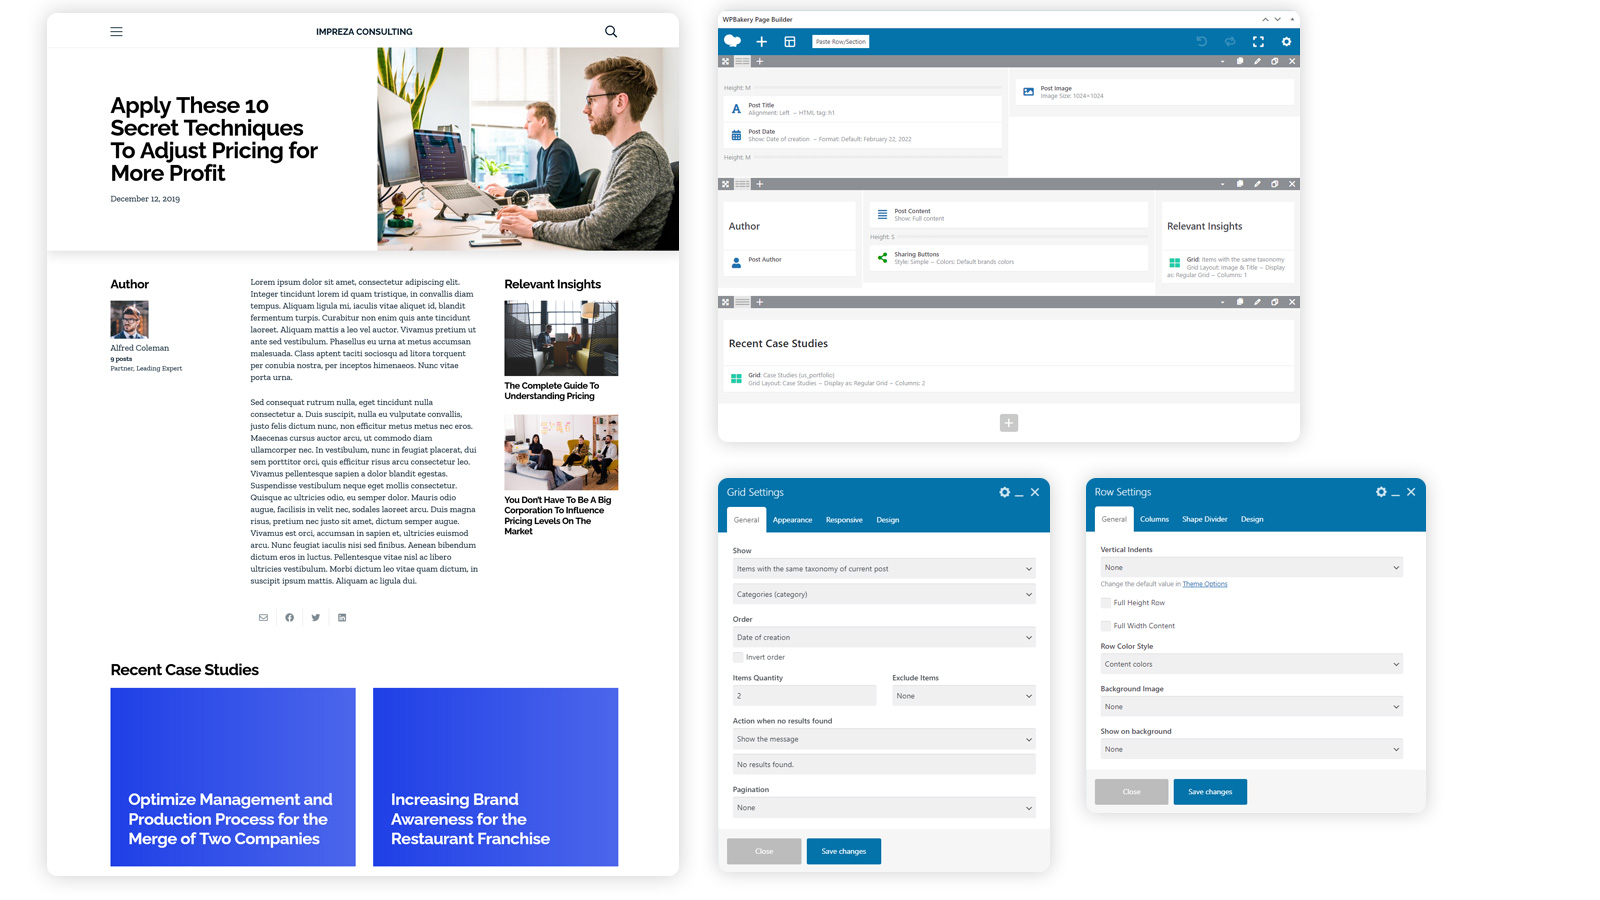 IMPREZA CONSULTING
Apply These 10
Secret Techniques
To Adjust Pricing for
More Profit
December 12, 2019
Author
Alfred Coleman
9 posts
Partner, Leading Expert
Lorem ipsum dolor sit amet, consectetur adipiscing elit.
Integer tincidunt lorem id quam tristique, in convallis diam
tempus. Aliquam ligula mi, iaculis vitae aliquet id, blandit
fermentum turpis. Curabitur non enim quis ante tincidunt
laoreet. Aliquam mattis a leo vel auctor. Vivamus pretium ut
ante sed vestibulum. Phasellus eu urna at metus accumsan
malesuada. Class aptent taciti sociosqu ad litora torquent
per conubia nostra, per inceptos himenaeos. Nunc vitae
porta urna.
Sed consequat rutrum nulla, eget tincidunt nulla
consectetur a. Duis suscipit, nulla eu vulputate convallis,
justo felis dictum nunc, non efficitur metus metus nec eros.
Maecenas cursus auctor arcu, ut commodo diam
ullamcorper nec. In vestibulum, nunc in feugiat placerat, dui
sem porttitor orci, quis efficitur risus arcu consectetur leo.
Vivamus pellentesque sapien a dolor blandit egestas.
Suspendisse vestibulum neque eget mollis consectetur.
Quisque ac ultricies odio, eu semper dolor. Mauris odio
augue, facilisis in velit nec, sodales laoreet arcu. Duis magna
risus, pretium nec justo sit amet, dictum semper augue.
Vivamus est orci, accumsan in sapien et, ultricies euismod
arcu. Nunc feugiat iaculis nisi sed finibus. Aenean bibendum
dictum eros in luctus. Pellentesque vitae nisl ac libero
ultricies vestibulum. Morbi dictum leo vitae quam dictum, in
suscipit ipsum mattis. Aliquam ac ligula dui.
Relevant Insights
The Complete Guide To
Understanding Pricing
You Don't Have To Be A Big
Corporation To Influence
Pricing Levels On The
Market
Recent Case Studies
Optimize Management and
Production Process for the
Merge of Two Companies
Increasing Brand
Awareness for the
Restaurant Franchise
WPBakery Page Builder
Paste Row/Section
Height: M
Post Title
Alignment: Left – HTML tag: h1
Post Date
Show: Date of creation – Format: Default: February 22, 2022
Height: M
Post Image
Image Size: 1024×1024
Author
Post Author
Post Content
Show: Full content
Height: S
Sharing Buttons
Style: Simple – Colors: Default brands colors
Relevant Insights
Grid: Items with the same taxonomy
Grid Layout: Image & Title – Display
as: Regular Grid – Columns: 1
Recent Case Studies
Grid: Case Studies (us_portfolio)
Grid Layout: Case Studies – Display as: Regular Grid – Columns: 2
Grid Settings
General Appearance Responsive Design
Show
Items with the same taxonomy of current post
Categories (category)
Order
Date of creation
Invert order
Items Quantity Exclude Items
2 None
Action when no results found
Show the message
No results found.
Pagination
None
Close Save changes
Row Settings
General Columns Shape Divider Design
Vertical Indents
None
Change the default value in Theme Options
Full Height Row
Full Width Content
Row Color Style
Content colors
Background Image
None
Show on background
None
Close Save changes